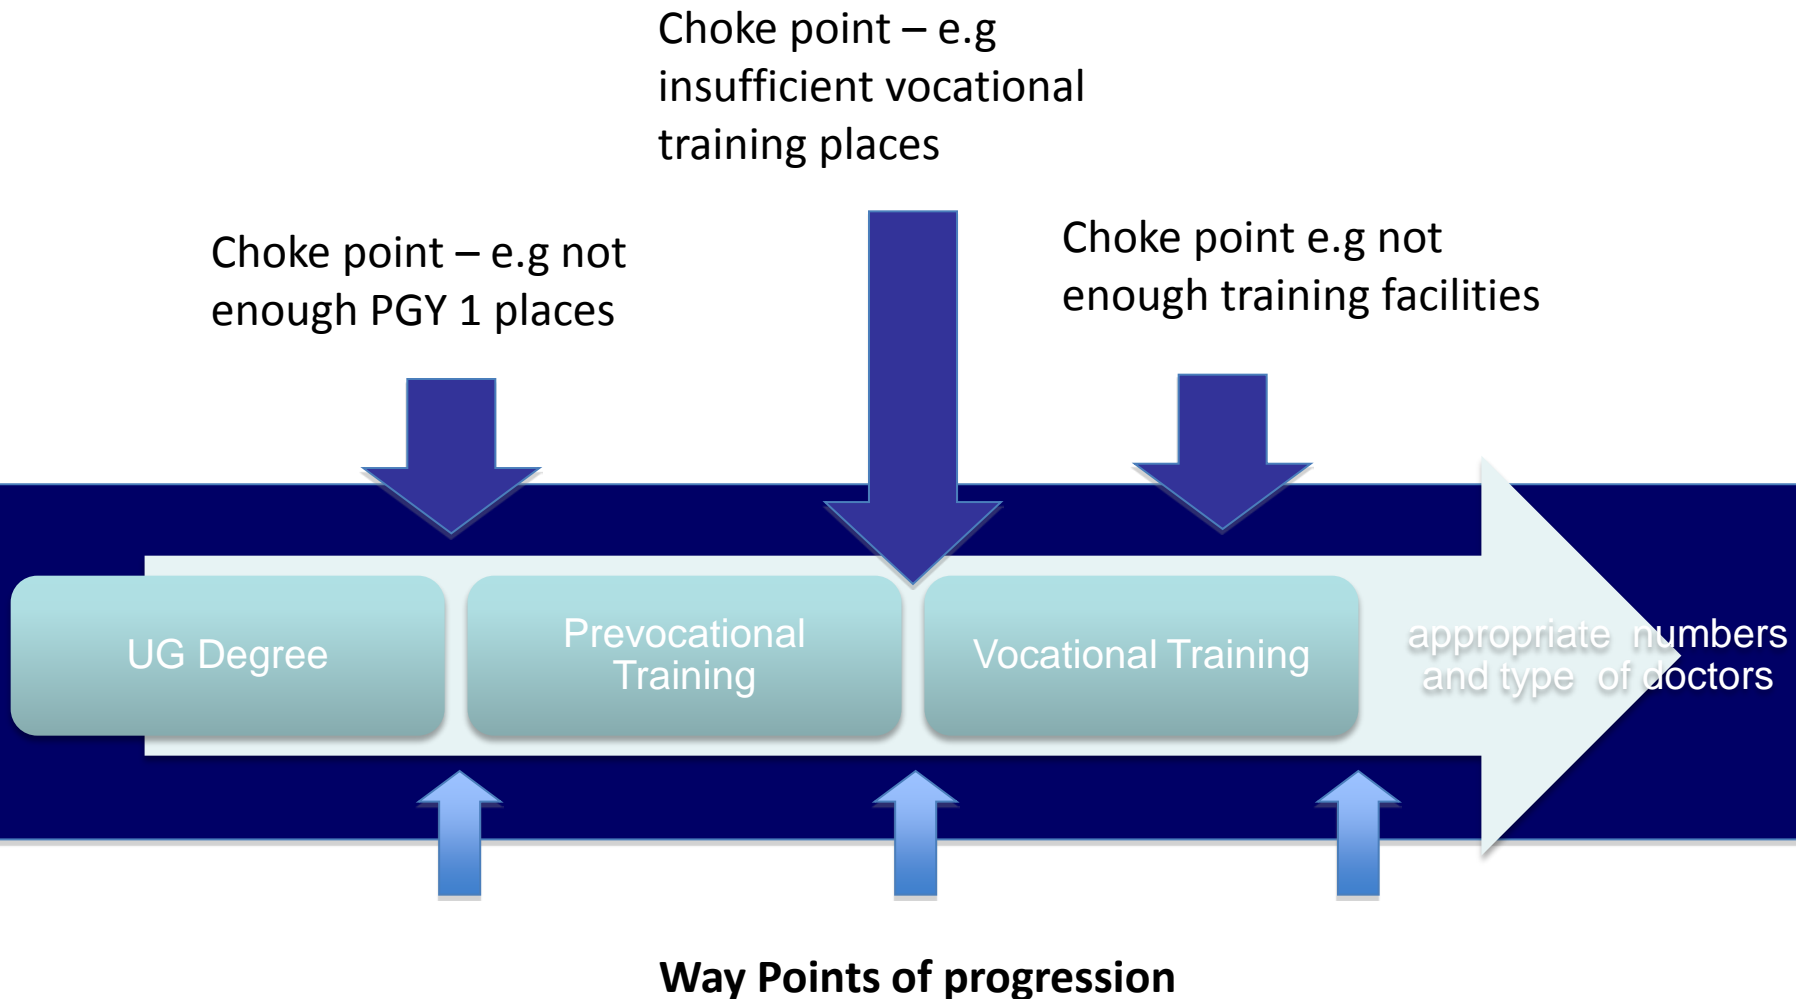 Choke point – e.g
insufficient vocational
training places
Choke point – e.g not
enough PGY 1 places
Choke point e.g not
enough training facilities
UG Degree
Prevocational
Training
Vocational Training
appropriate numbers
and type of doctors
Way Points of progression